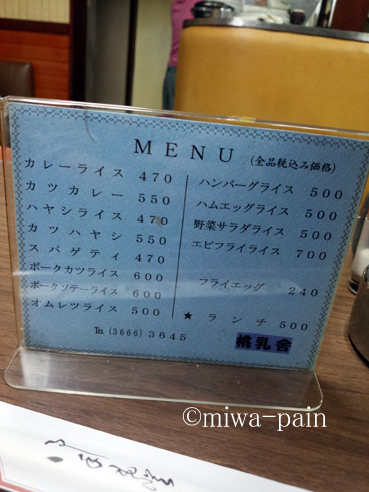 MENU (全品税込み価格)
カレーライス 470
カツカレー 550
ハヤシライス 470
カツハヤシ 550
スパゲティ 470
ポークカツライス 600
ポークソテーライス 600
オムレツライス 500
ハンバーグライス 500
ハムエッグライス 500
野菜サラダライス 500
エビフライライス 700
フライエッグ 240
★ ランチ 500
℡ (3666) 3645
桃乳舎
©miwa-pain